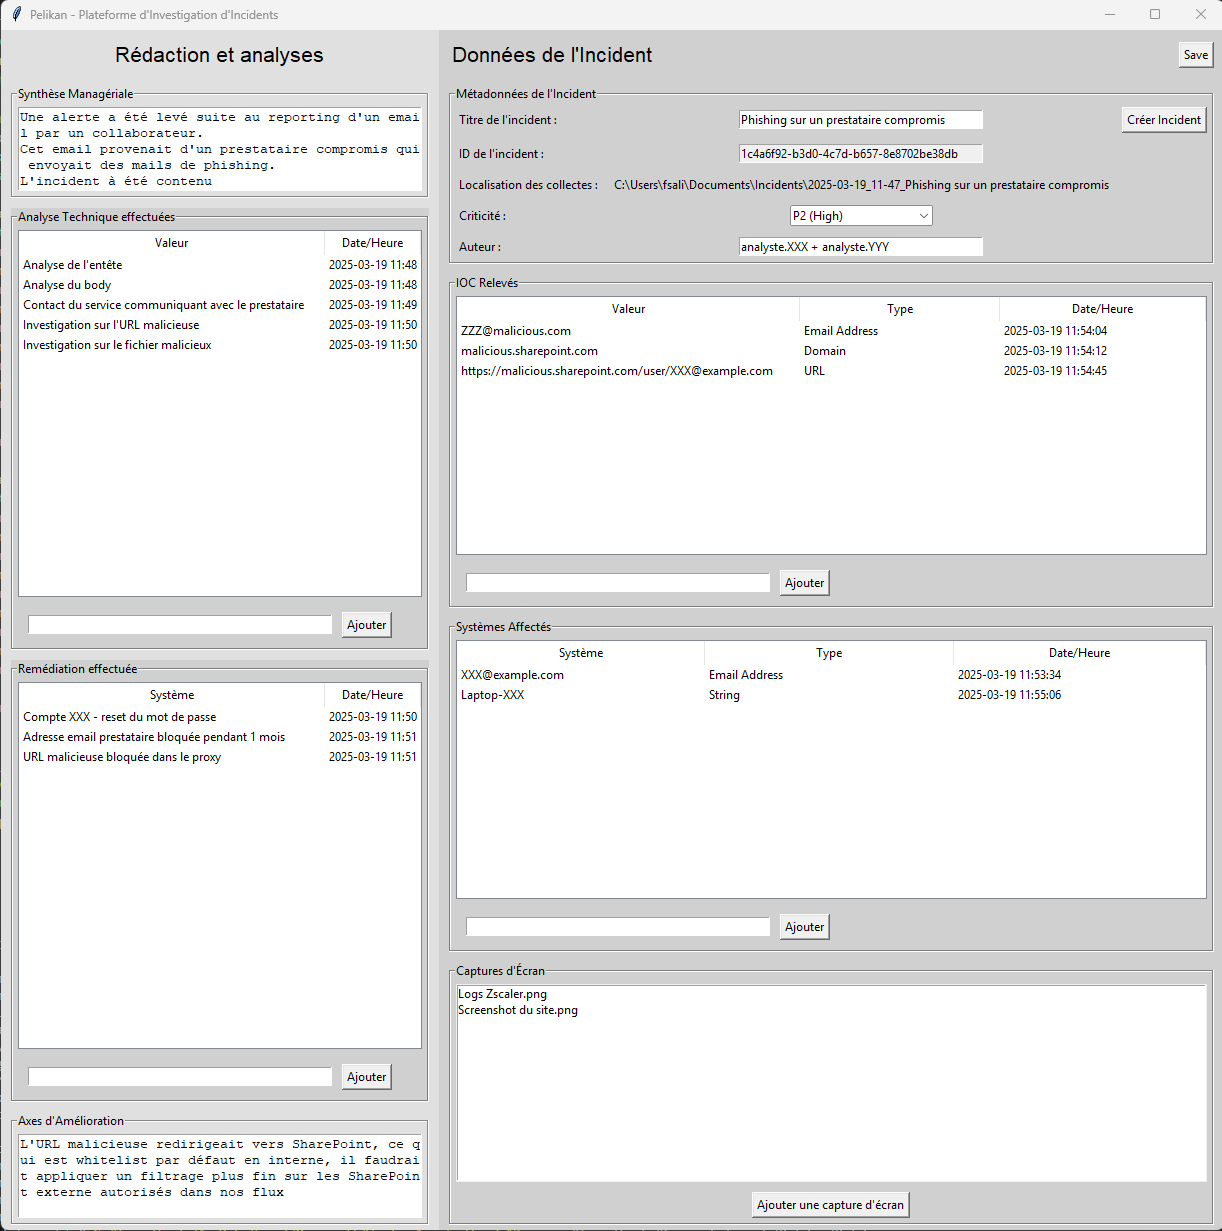 Pelikan - Plateforme d'Investigation d'Incidents
Rédaction et analyses
Synthèse Managériale
Une alerte a été levé suite au reporting d'un emai
l par un collaborateur.
Cet email provenait d'un prestataire compromis qui
envoyait des mails de phishing.
L'incident à été contenu
Analyse Technique effectuées
Valeur Date/Heure
Analyse de l'entête 2025-03-19 11:48
Analyse du body 2025-03-19 11:48
Contact du service communiquant avec le prestataire 2025-03-19 11:49
Investigation sur l'URL malicieuse 2025-03-19 11:50
Investigation sur le fichier malicieux 2025-03-19 11:50
Ajouter
Remédiation effectuée
Système Date/Heure
Compte XXX - reset du mot de passe 2025-03-19 11:50
Adresse email prestataire bloquée pendant 1 mois 2025-03-19 11:51
URL malicieuse bloquée dans le proxy 2025-03-19 11:51
Ajouter
Axes d'Amélioration
L'URL malicieuse redirigeait vers SharePoint, ce q
ui est whitelist par défaut en interne, il faudrai
t appliquer un filtrage plus fin sur les SharePoin
t externe autorisés dans nos flux
Données de l'Incident
Save
Métadonnées de l'Incident
Titre de l'incident : Phishing sur un prestataire compromis Créer Incident
ID de l'incident : 1c4a6f92-b3d0-4c7d-b657-8e8702be38db
Localisation des collectes : C:\Users\fsali\Documents\Incidents\2025-03-19_11-47_Phishing sur un prestataire compromis
Criticité : P2 (High)
Auteur : analyste.XXX + analyste.YYY
IOC Relevés
Valeur Type Date/Heure
ZZZ@malicious.com Email Address 2025-03-19 11:54:04
malicious.sharepoint.com Domain 2025-03-19 11:54:12
https://malicious.sharepoint.com/user/XXX@example.com URL 2025-03-19 11:54:45
Ajouter
Systèmes Affectés
Système Type Date/Heure
XXX@example.com Email Address 2025-03-19 11:53:34
Laptop-XXX String 2025-03-19 11:55:06
Ajouter
Captures d'Écran
Logs Zscaler.png
Screenshot du site.png
Ajouter une capture d'écran